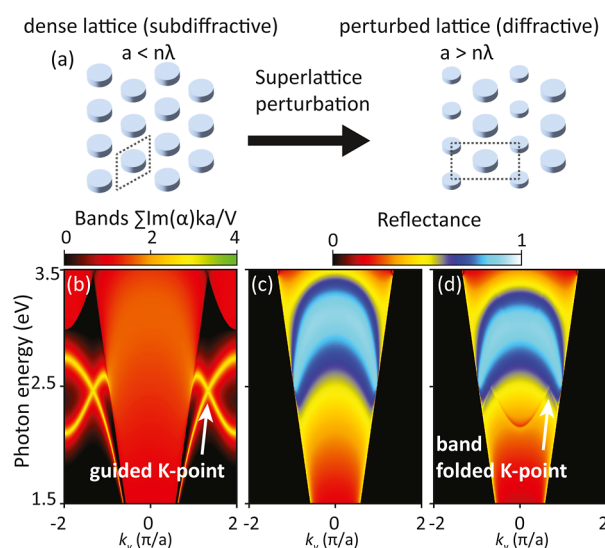 dense lattice (subdiffractive)
a < nλ
perturbed lattice (diffractive)
a > nλ
(a)
Superlattice
perturbation
Bands ∑Im(α)ka/V
0 2 4
Reflectance
0 1
Photon energy (eV)
3.5
2.5
1.5
(b)
guided K-point
-2 0 2
kᵧ (π/a)
(c)
-2 0 2
kᵧ (π/a)
(d)
band
folded K-point
-2 0 2
kᵧ (π/a)